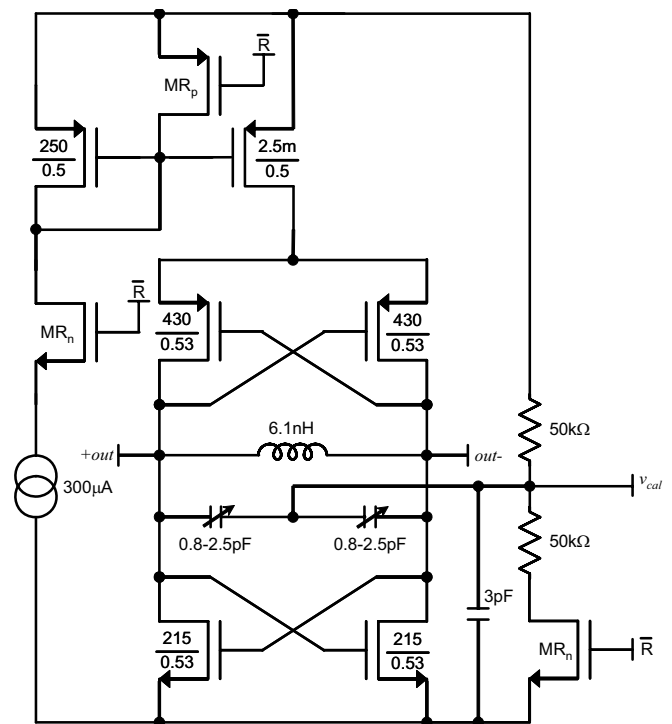 R̅
MRp
250
0.5
2.5m
0.5
R̅
MRn
430
0.53
430
0.53
6.1nH
50kΩ
+out
out-
300μA
vcal
0.8-2.5pF
0.8-2.5pF
50kΩ
3pF
215
0.53
215
0.53
MRn
R̅